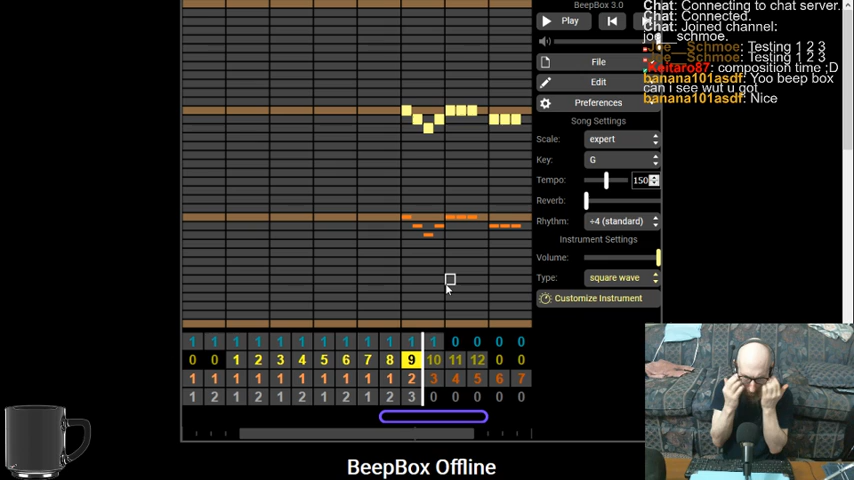 BeepBox 3.0
Play
File
Edit
Preferences
Song Settings
Scale: expert
Key: G
Tempo: 150
Reverb:
Rhythm: +4 (standard)
Instrument Settings
Volume:
Type: square wave
Customize Instrument
Chat: Connecting to chat server.
Chat: Connected.
Chat: Joined channel:
joe__schmoe.
Joe__Schmoe: Testing 1 2 3
Joe__Schmoe: Testing 1 2 3
Keitaro87: composition time ;D
banana101asdf: Yoo beep box
can i see wut u got
banana101asdf: Nice
1 1 1 1 1 1 1 1 1 1 1 1 0 0 0 0
0 0 1 2 3 4 5 6 7 8 9 10 11 12 0 0
1 1 1 1 1 1 1 1 1 1 2 3 4 5 6 7
1 2 1 2 1 2 1 2 1 2 3 0 0 0 0 0
BeepBox Offline